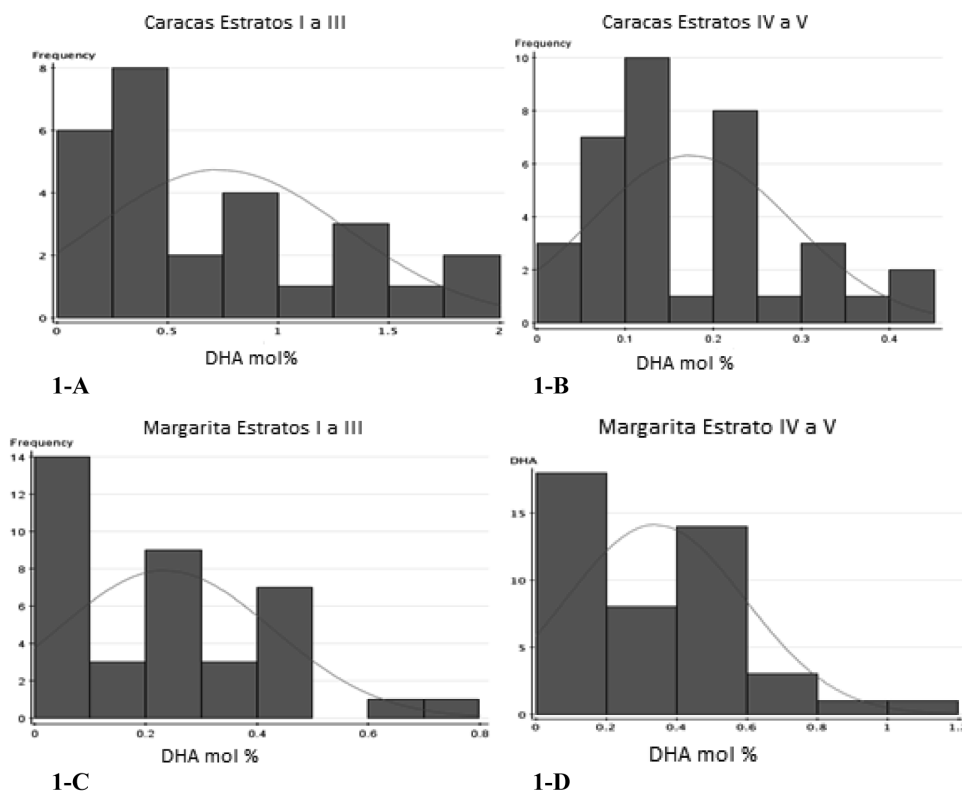 Caracas Estratos I a III
Frequency
8
6
4
2
0
0 0.5 1 1.5 2
DHA mol%
1-A
Caracas Estratos IV a V
Frequency
10
8
6
4
2
0
0 0.1 0.2 0.3 0.4
DHA mol %
1-B
Margarita Estratos I a III
Frequency
14
12
10
8
6
4
2
0
0 0.2 0.4 0.6 0.8
DHA mol %
1-C
Margarita Estrato IV a V
DHA
15
10
5
0
0 0.2 0.4 0.6 0.8 1
DHA mol %
1-D